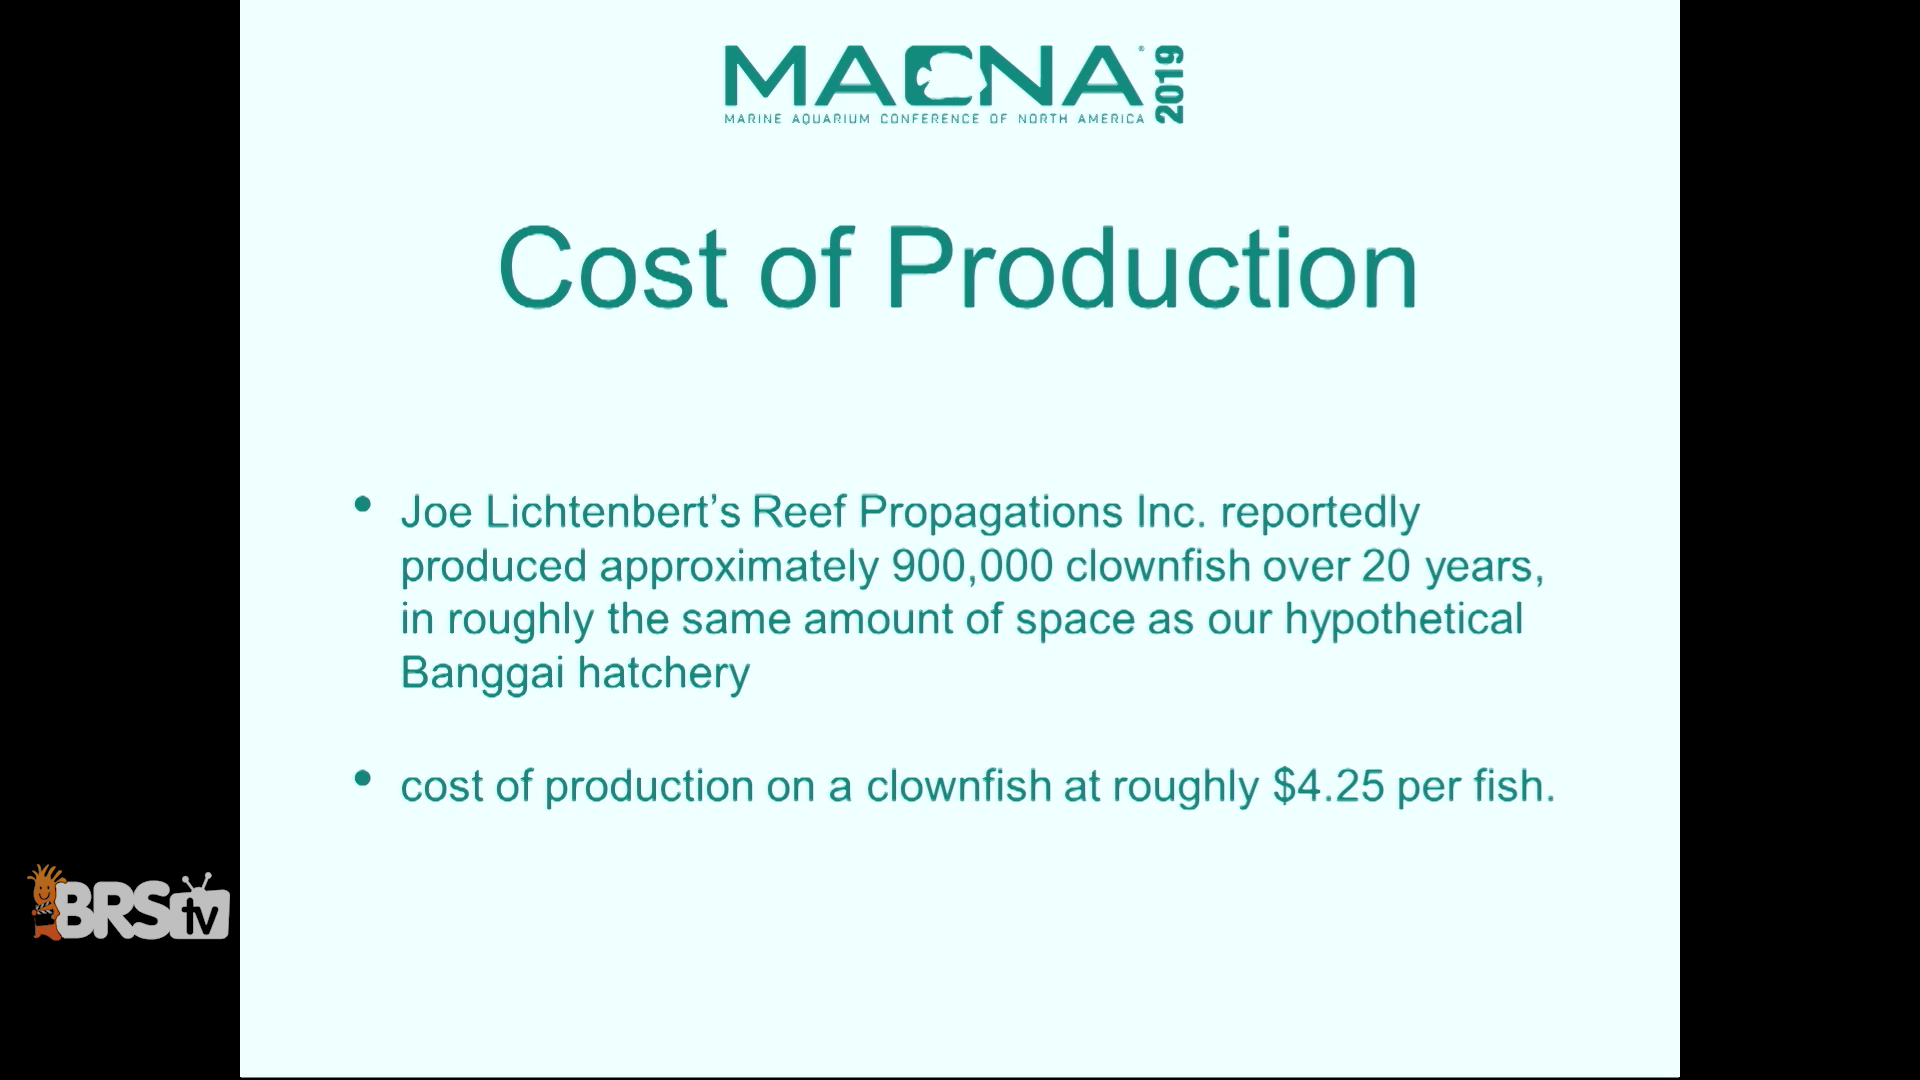 MACNA® 2019
MARINE AQUARIUM CONFERENCE OF NORTH AMERICA
Cost of Production
• Joe Lichtenbert’s Reef Propagations Inc. reportedly
produced approximately 900,000 clownfish over 20 years,
in roughly the same amount of space as our hypothetical
Banggai hatchery
• cost of production on a clownfish at roughly $4.25 per fish.
BRStv